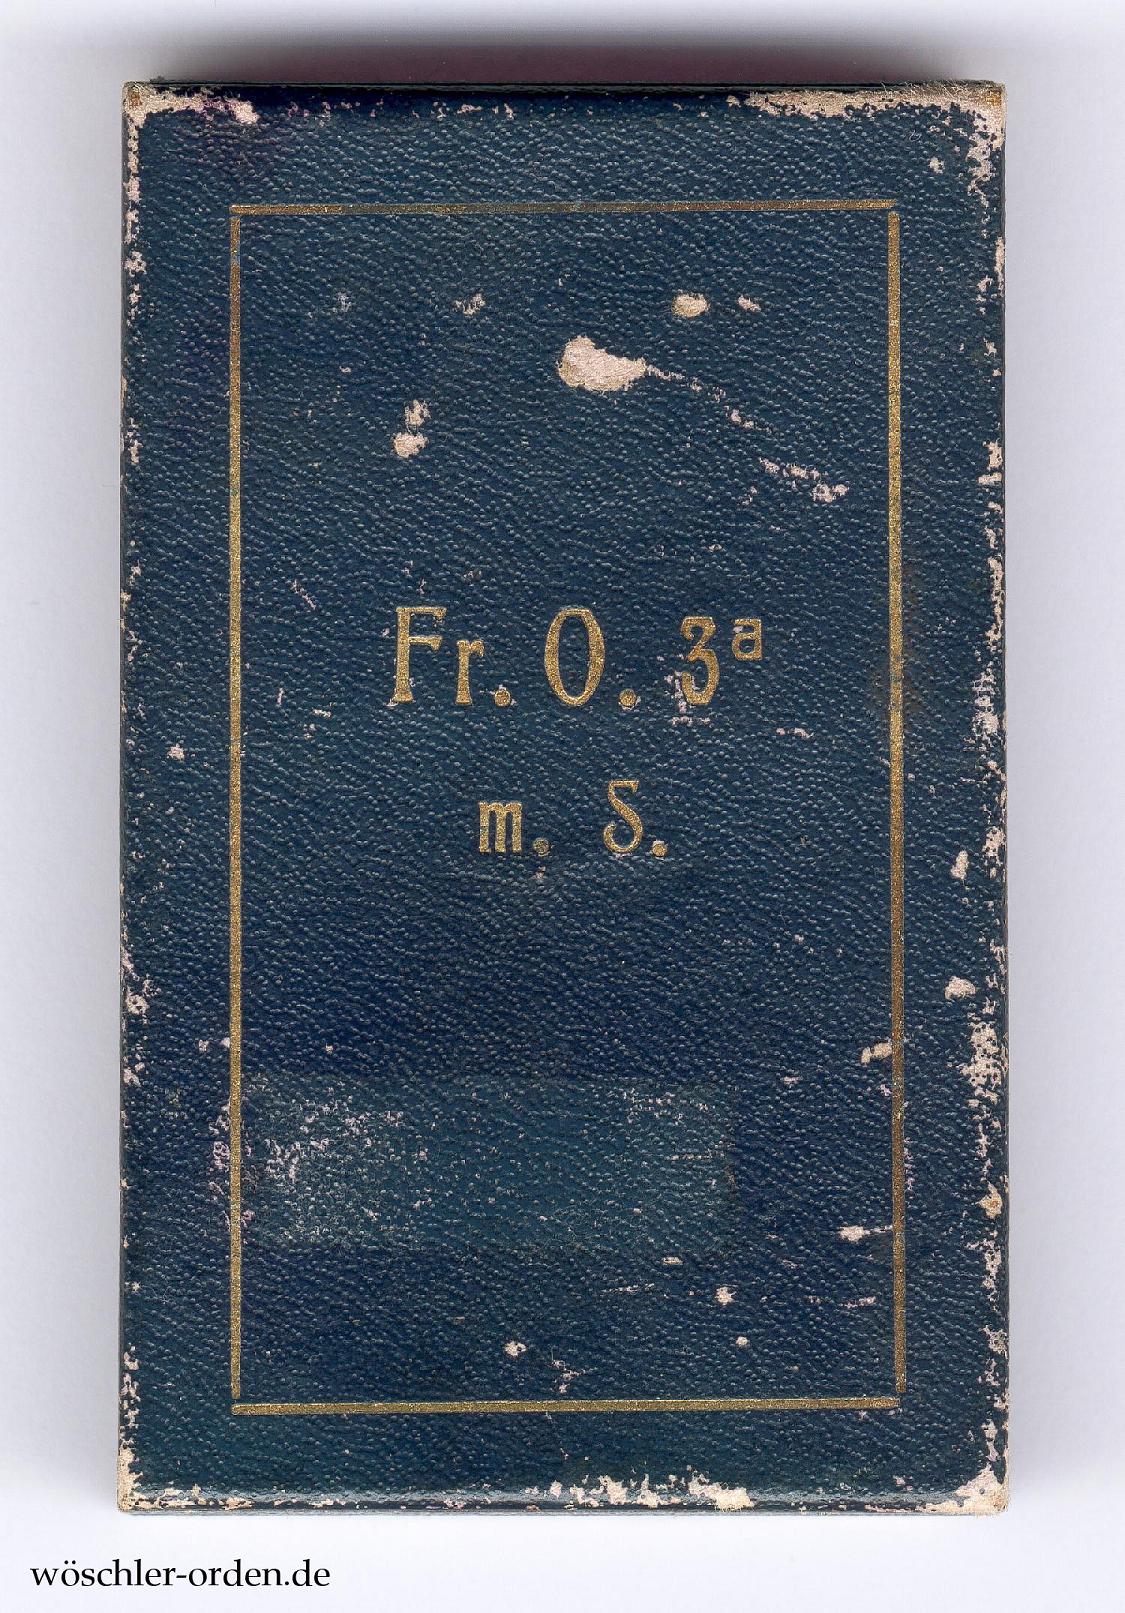 Fr. O. 3ª
m. S.
wöschler-orden.de